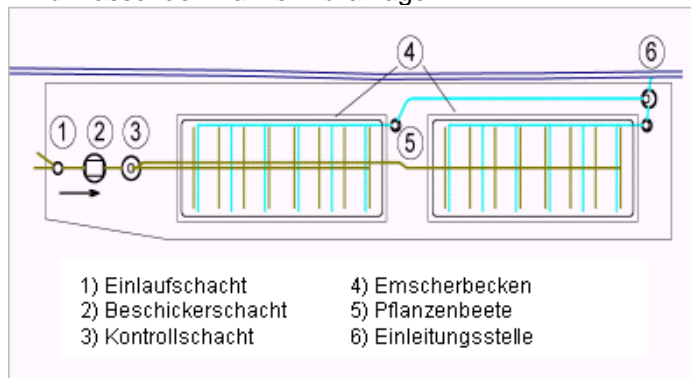 4
6
1 2 3
5
1) Einlaufschacht
2) Beschickerschacht
3) Kontrollschacht
4) Emscherbecken
5) Pflanzenbeete
6) Einleitungsstelle